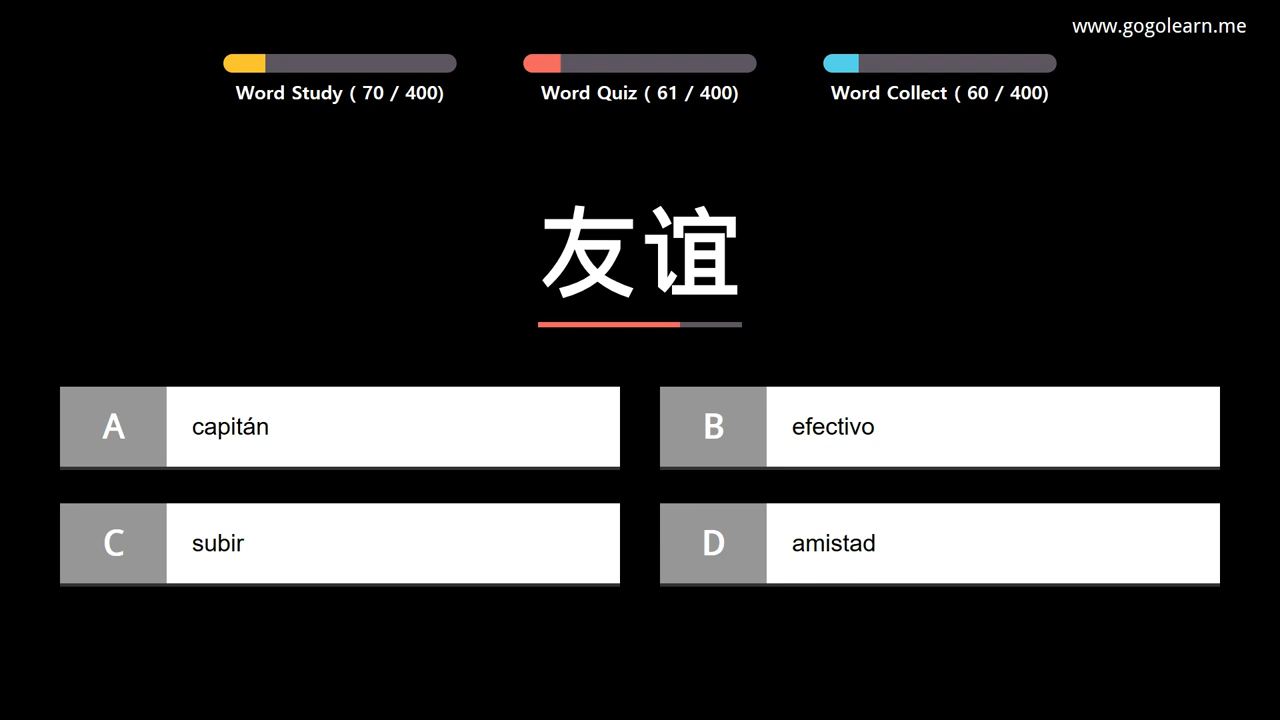 www.gogolearn.me
Word Study ( 70 / 400)
Word Quiz ( 61 / 400)
Word Collect ( 60 / 400)
友谊
A
capitán
B
efectivo
C
subir
D
amistad